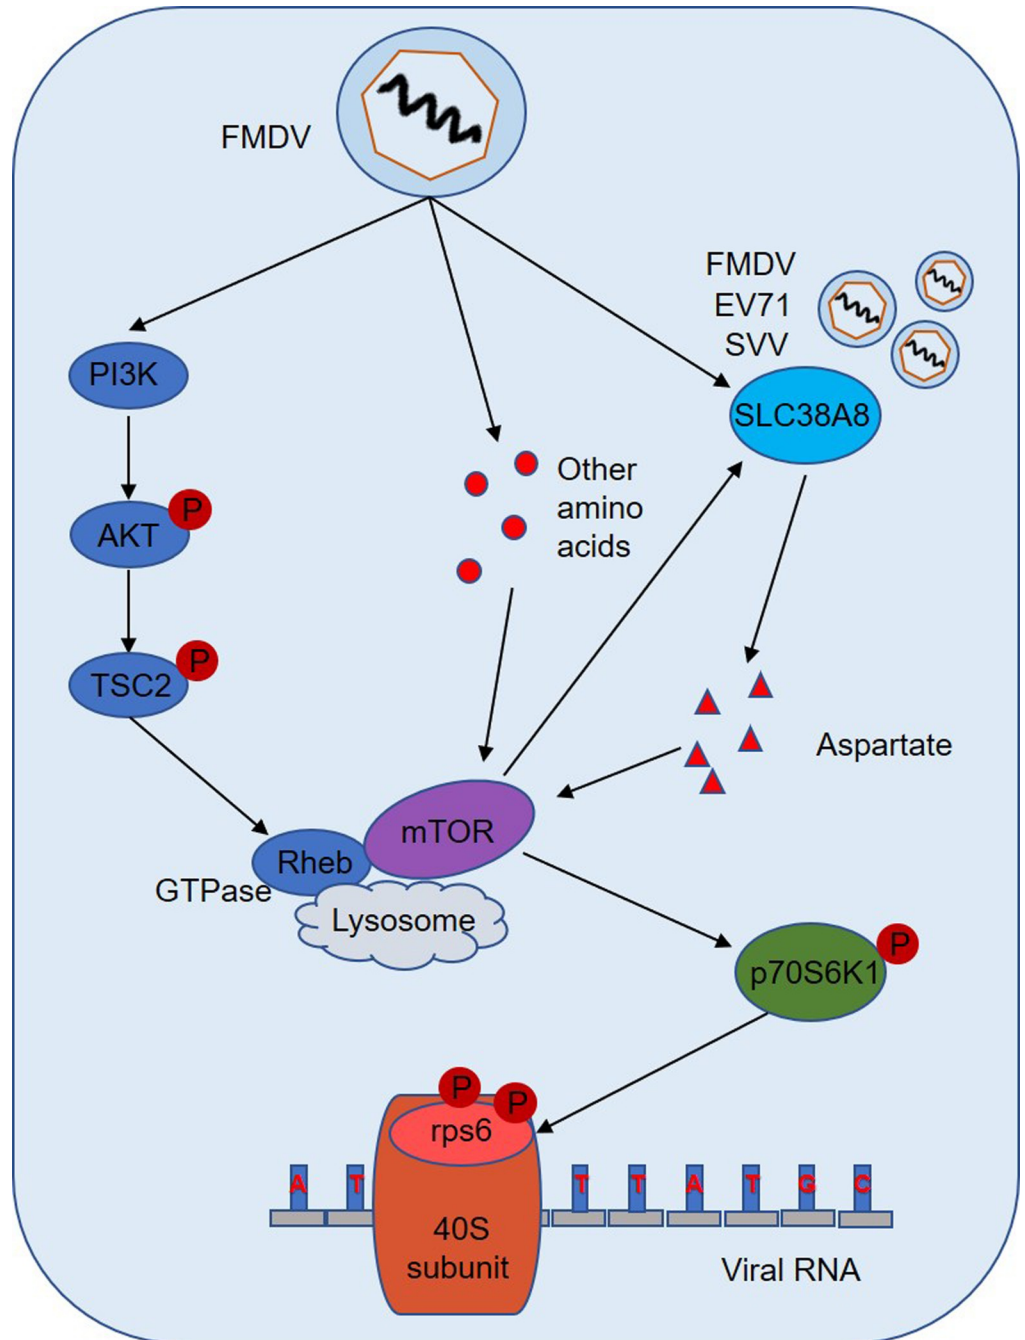 FMDV
FMDV
EV71
SVV
PI3K
SLC38A8
Other
amino
acids
P
AKT
P
TSC2
Aspartate
mTOR
Rheb
GTPase
Lysosome
P
p70S6K1
P
P
rps6
A T T T A T G C
40S
subunit
Viral RNA